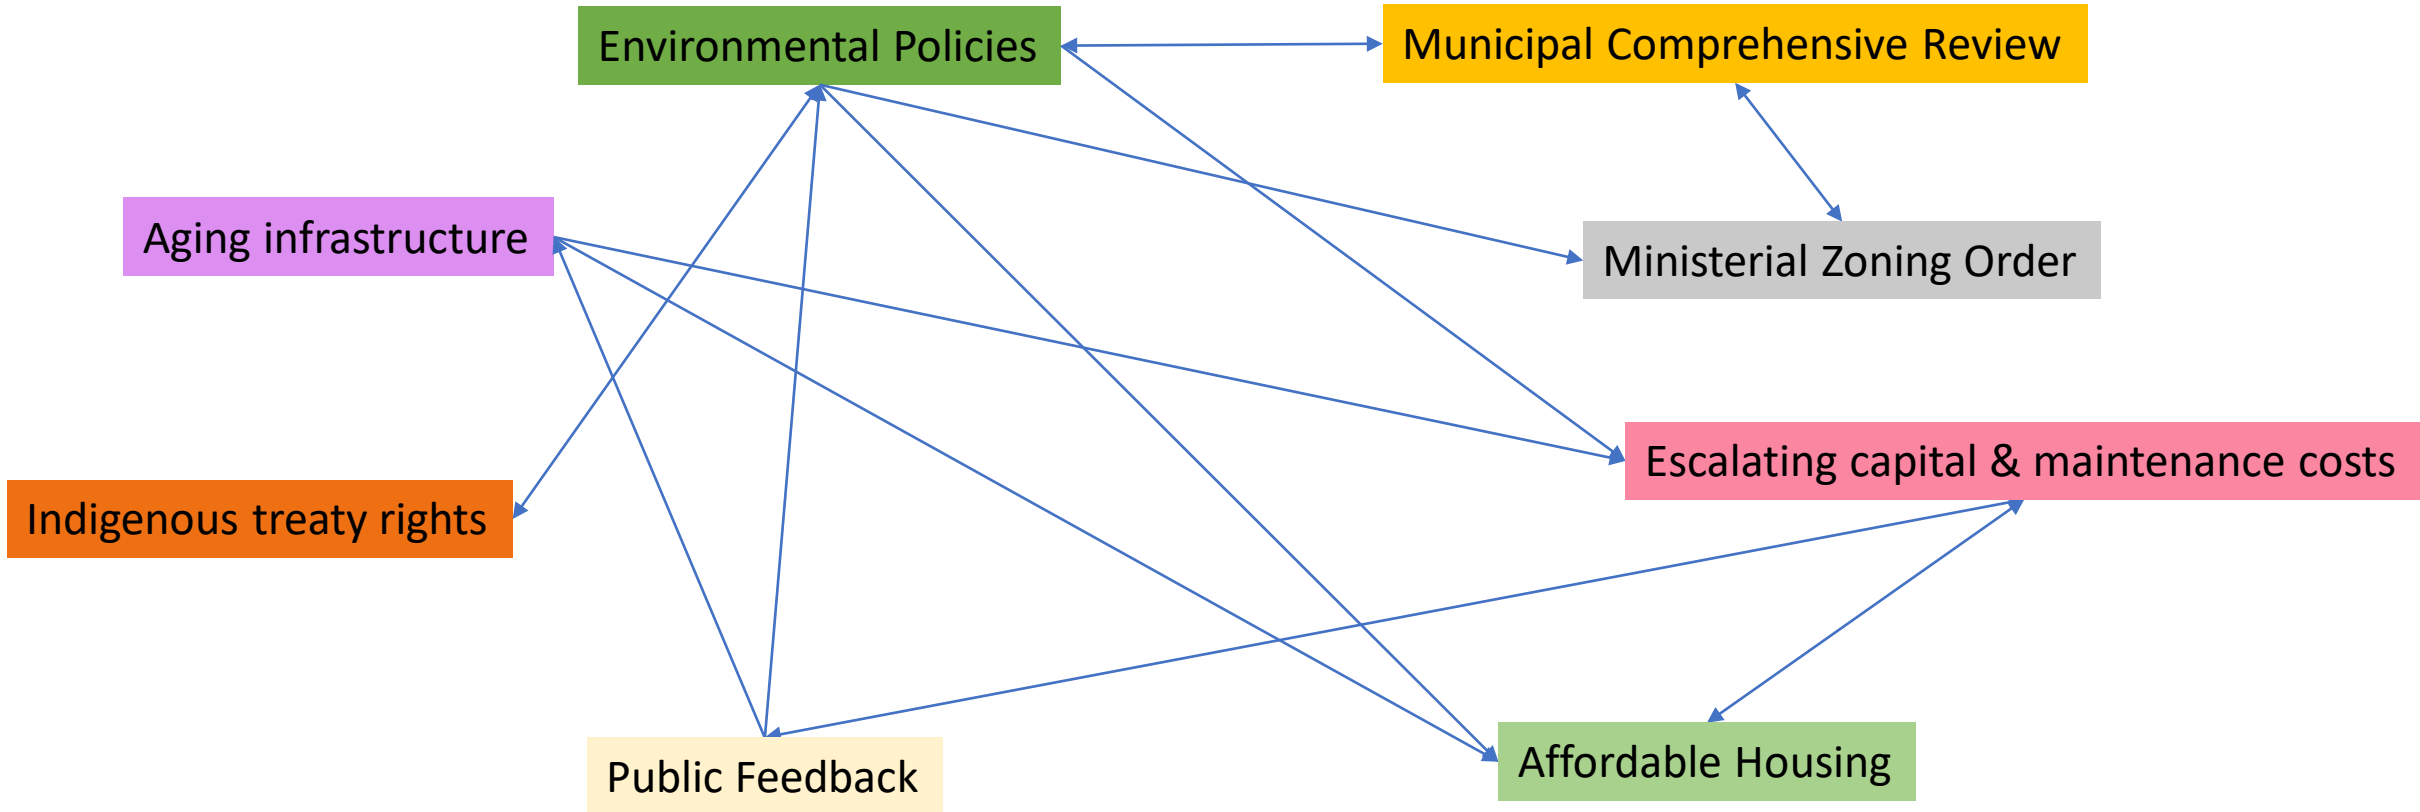 Environmental Policies
Municipal Comprehensive Review
Aging infrastructure
Ministerial Zoning Order
Escalating capital & maintenance costs
Indigenous treaty rights
Public Feedback
Affordable Housing